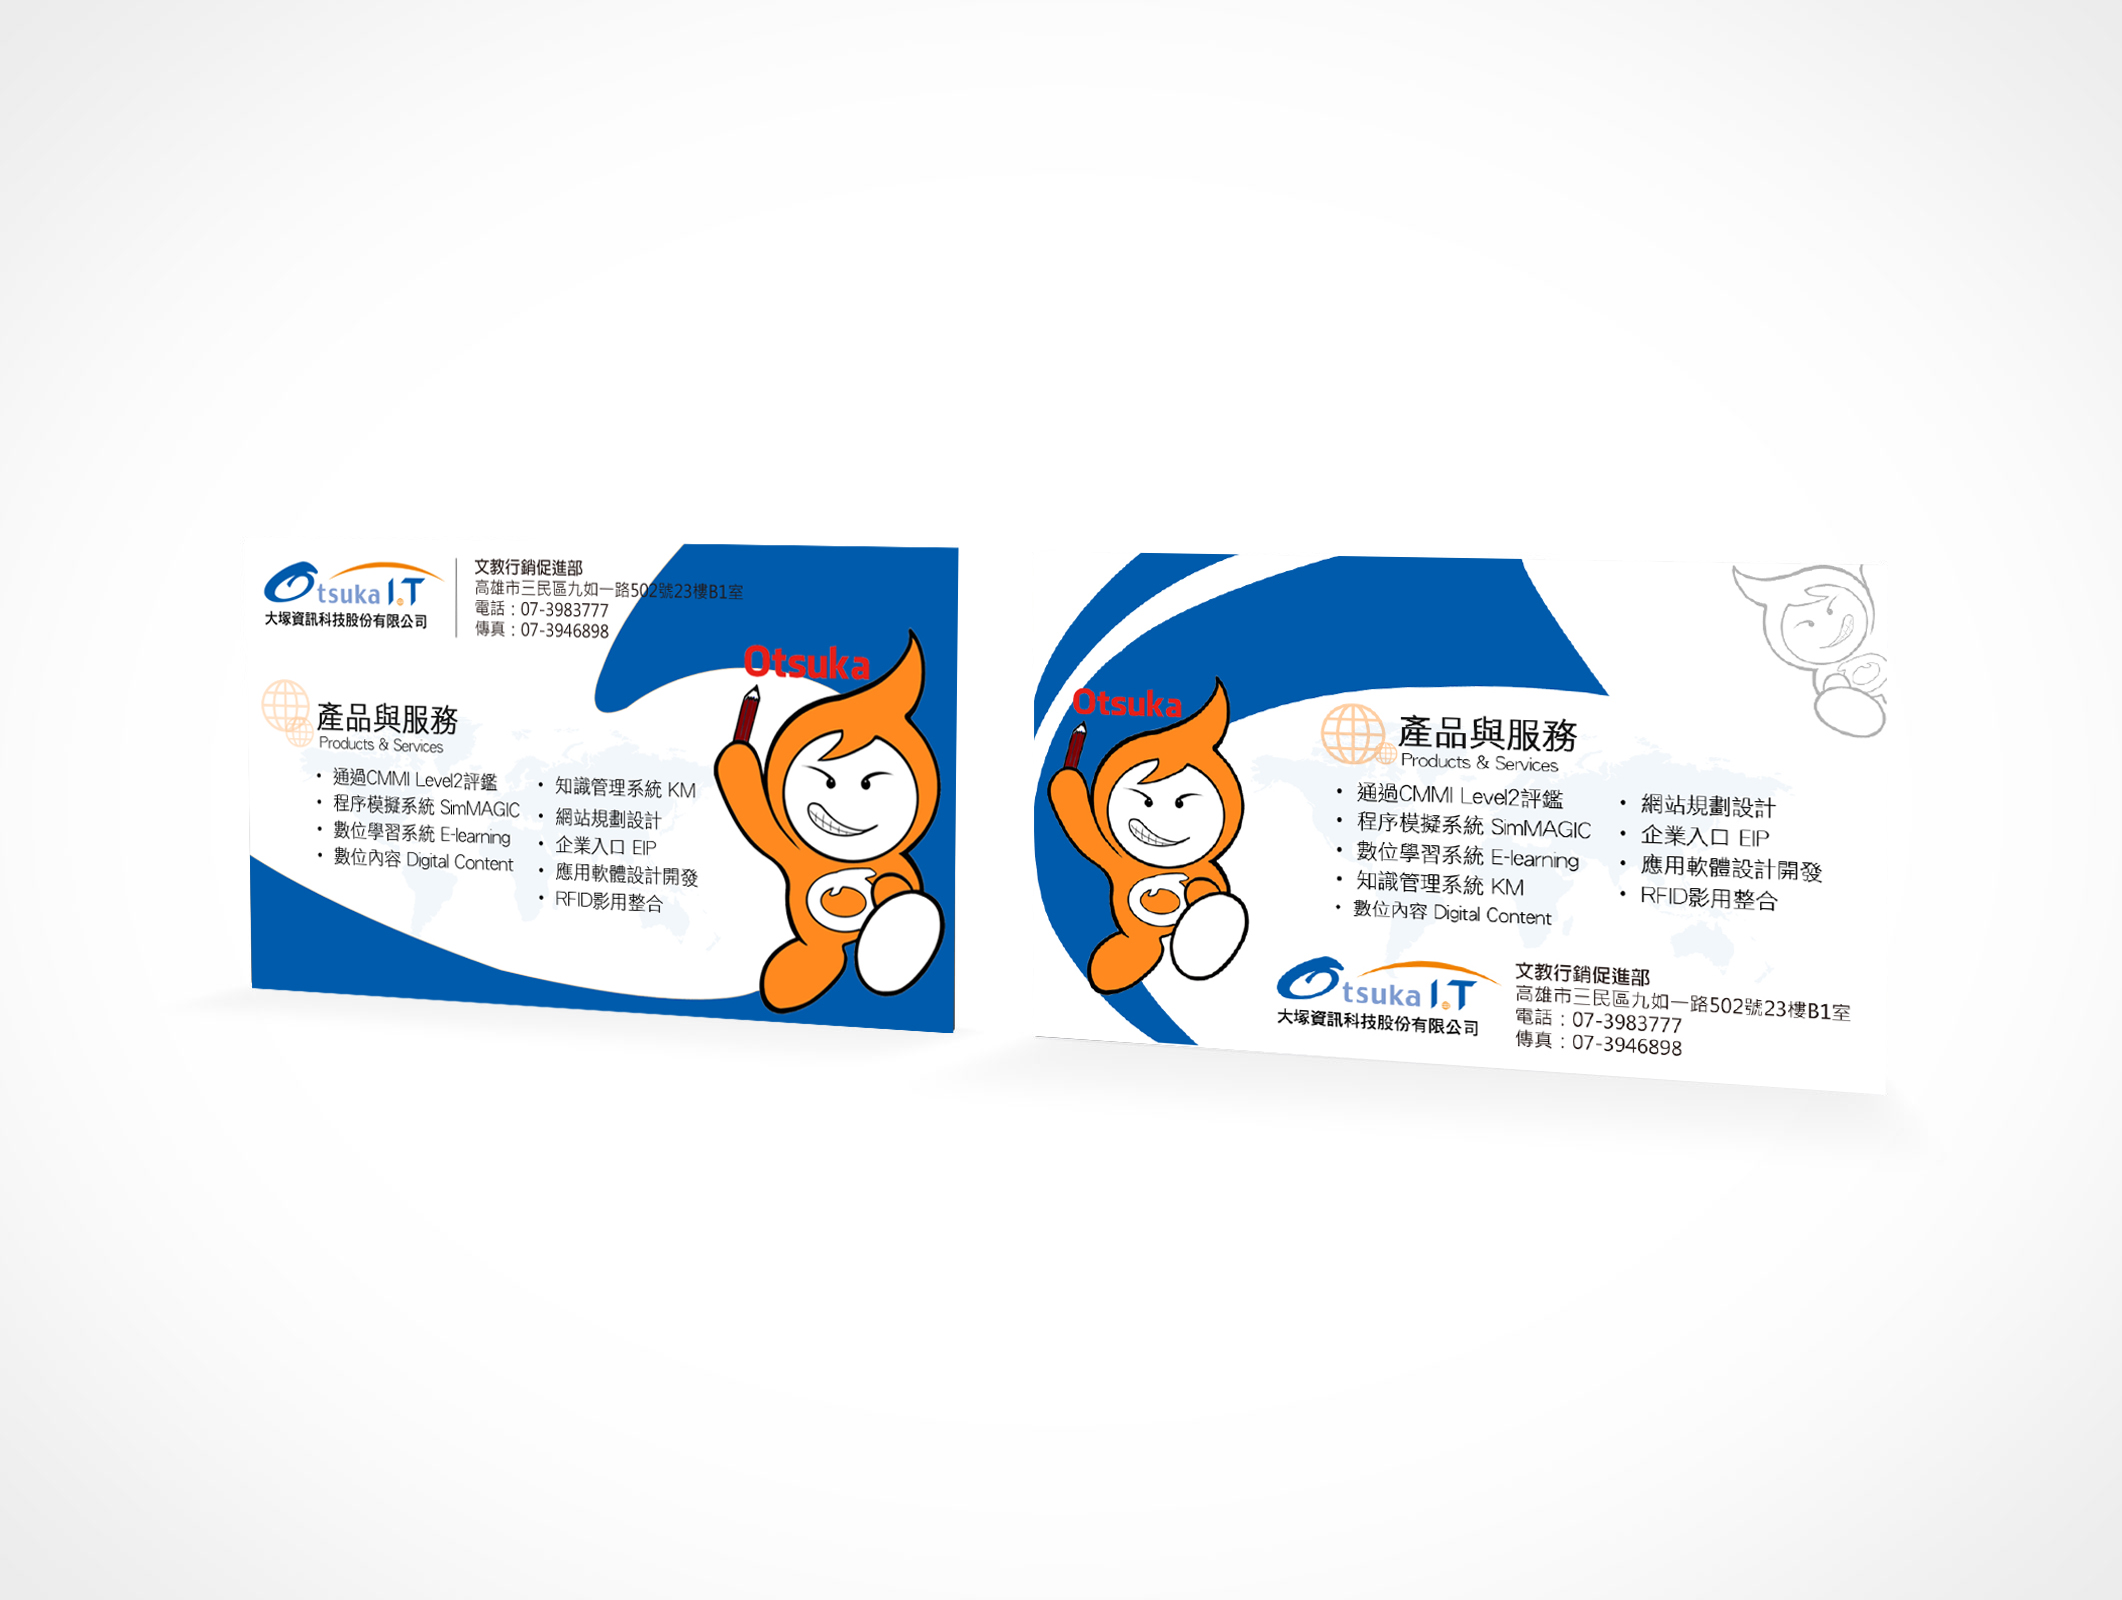 Otsuka I.T
大塚資訊科技股份有限公司
文教行銷促進部
高雄市三民區九如一路502號23樓B1室
電話：07-3983777
傳真：07-3946898
Otsuka
產品與服務
Products & Services
• 通過CMMI Level2評鑑
• 程序模擬系統 SimMAGIC
• 數位學習系統 E-learning
• 數位內容 Digital Content
• 知識管理系統 KM
• 網站規劃設計
• 企業入口 EIP
• 應用軟體設計開發
• RFID影用整合
Otsuka
產品與服務
Products & Services
• 通過CMMI Level2評鑑
• 程序模擬系統 SimMAGIC
• 數位學習系統 E-learning
• 知識管理系統 KM
• 數位內容 Digital Content
• 網站規劃設計
• 企業入口 EIP
• 應用軟體設計開發
• RFID影用整合
Otsuka I.T
大塚資訊科技股份有限公司
文教行銷促進部
高雄市三民區九如一路502號23樓B1室
電話：07-3983777
傳真：07-3946898